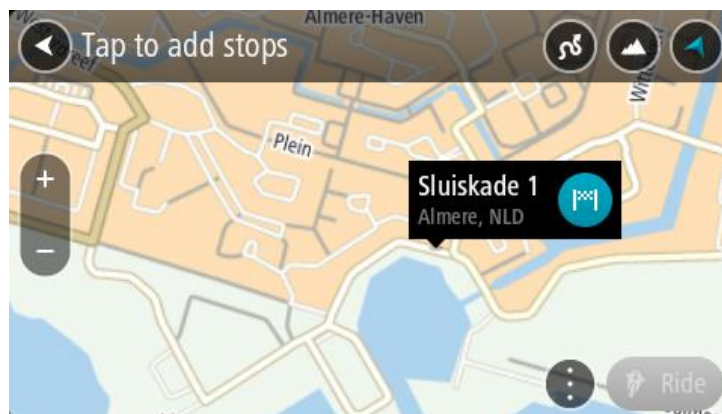 Almere-Haven
Tap to add stops
Plein
Sluiskade 1
Almere, NLD
+
−
Ride